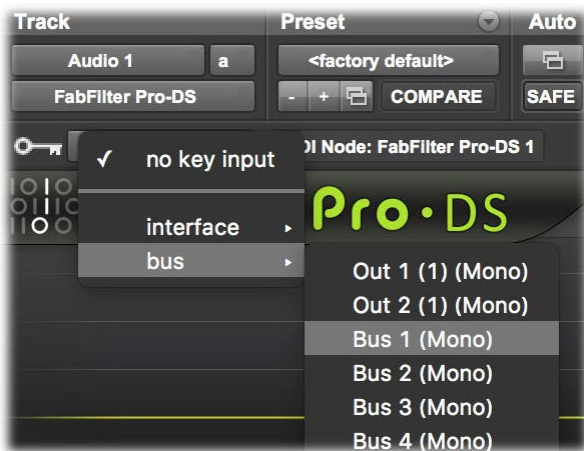 Track Preset Auto
Audio 1 a <factory default>
FabFilter Pro-DS - + COMPARE SAFE
✓ no key input DI Node: FabFilter Pro-DS 1
interface
bus
Pro·DS
Out 1 (1) (Mono)
Out 2 (1) (Mono)
Bus 1 (Mono)
Bus 2 (Mono)
Bus 3 (Mono)
Bus 4 (Mono)